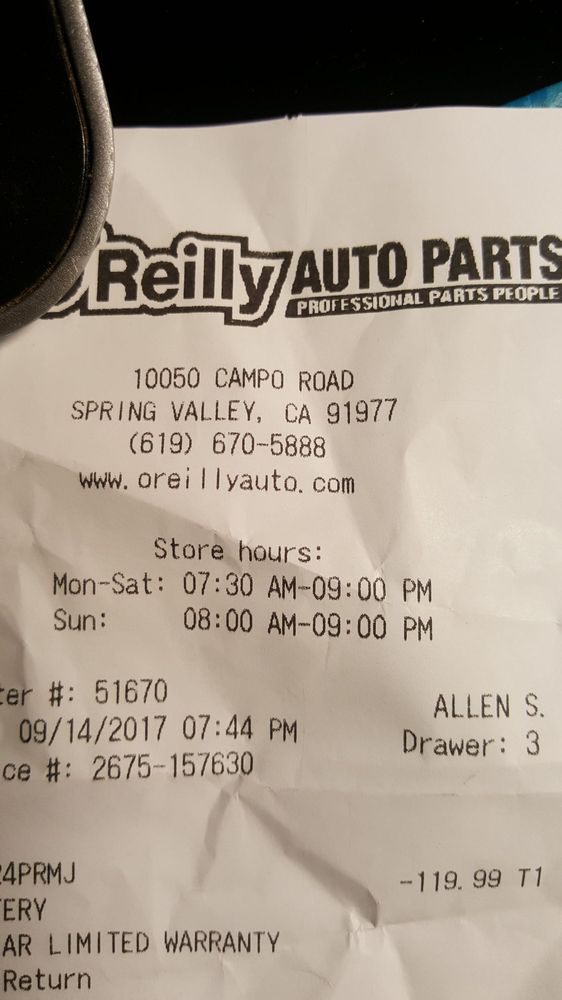 O'Reilly AUTO PARTS
PROFESSIONAL PARTS PEOPLE
10050 CAMPO ROAD
SPRING VALLEY, CA 91977
(619) 670-5888
www.oreillyauto.com
Store hours:
Mon-Sat: 07:30 AM-09:00 PM
Sun: 08:00 AM-09:00 PM
ter #: 51670
ALLEN S.
09/14/2017 07:44 PM
Drawer: 3
ce #: 2675-157630
24PRMJ -119.99 T1
ERY
AR LIMITED WARRANTY
Return